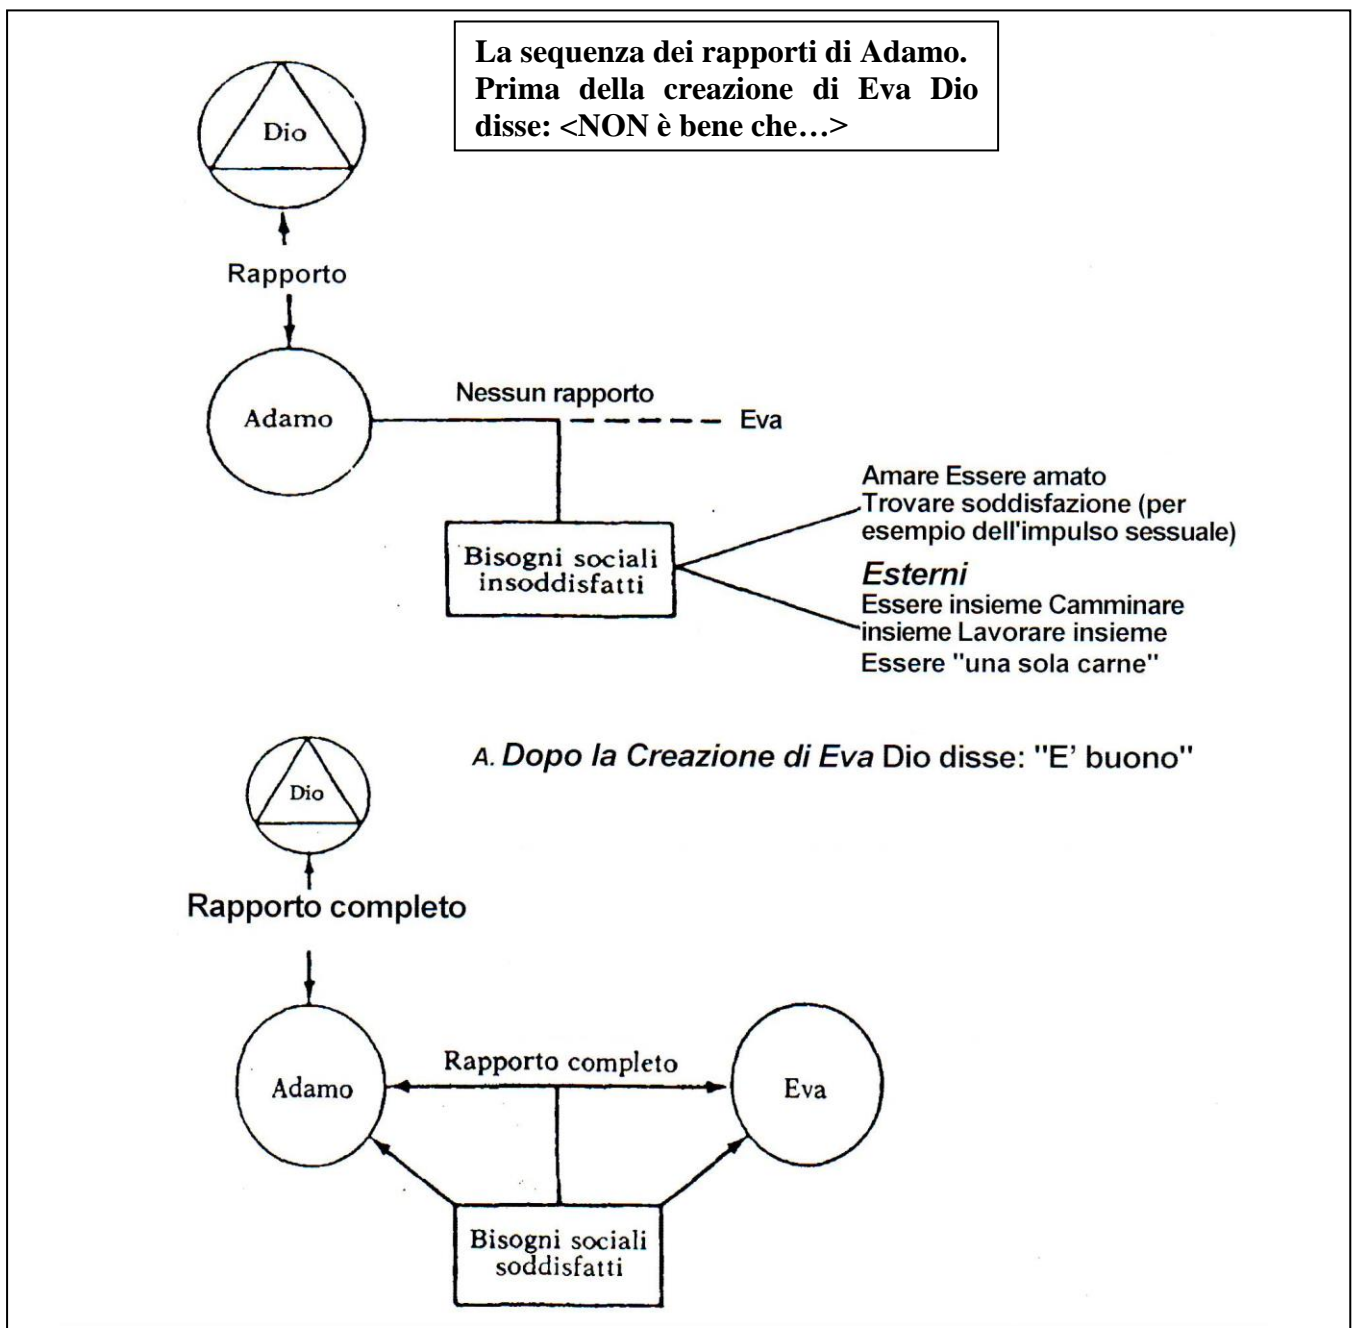 La sequenza dei rapporti di Adamo.
Prima della creazione di Eva Dio
disse: <NON è bene che…>
Dio
Rapporto
Adamo
Nessun rapporto
Eva
Amare Essere amato
Trovare soddisfazione (per
esempio dell'impulso sessuale)
Bisogni sociali
insoddisfatti
Esterni
Essere insieme Camminare
insieme Lavorare insieme
Essere "una sola carne"
A. Dopo la Creazione di Eva Dio disse: "E' buono"
Dio
Rapporto completo
Adamo
Rapporto completo
Eva
Bisogni sociali
soddisfatti